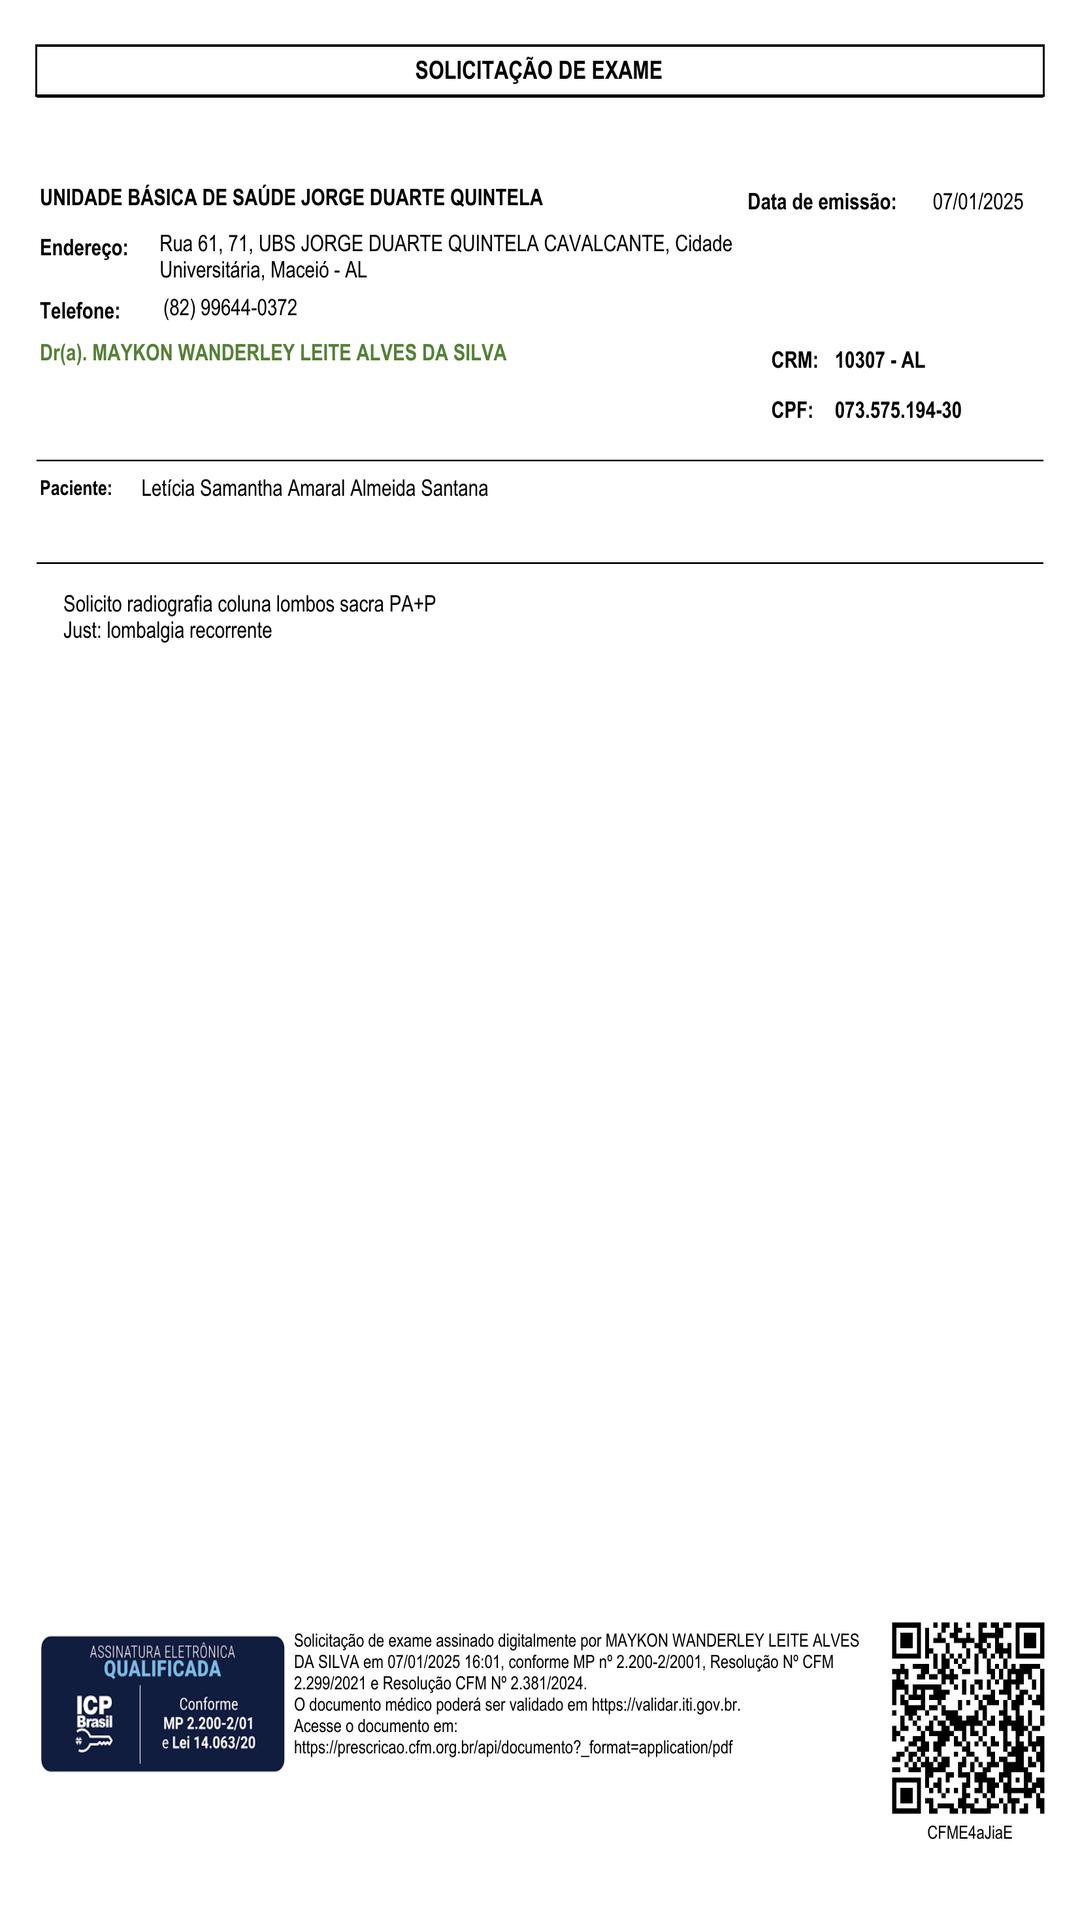 SOLICITAÇÃO DE EXAME
UNIDADE BÁSICA DE SAÚDE JORGE DUARTE QUINTELA
Data de emissão: 07/01/2025
Endereço: Rua 61, 71, UBS JORGE DUARTE QUINTELA CAVALCANTE, Cidade
Universitária, Maceió - AL
Telefone: (82) 99644-0372
Dr(a). MAYKON WANDERLEY LEITE ALVES DA SILVA
CRM: 10307 - AL
CPF: 073.575.194-30
Paciente: Letícia Samantha Amaral Almeida Santana
Solicito radiografia coluna lombos sacra PA+P
Just: lombalgia recorrente
ASSINATURA ELETRÔNICA
QUALIFICADA
ICP
Brasil
Conforme
MP 2.200-2/01
e Lei 14.063/20
Solicitação de exame assinado digitalmente por MAYKON WANDERLEY LEITE ALVES
DA SILVA em 07/01/2025 16:01, conforme MP nº 2.200-2/2001, Resolução Nº CFM
2.299/2021 e Resolução CFM Nº 2.381/2024.
O documento médico poderá ser validado em https://validar.iti.gov.br.
Acesse o documento em:
https://prescricao.cfm.org.br/api/documento?_format=application/pdf
CFME4aJiaE